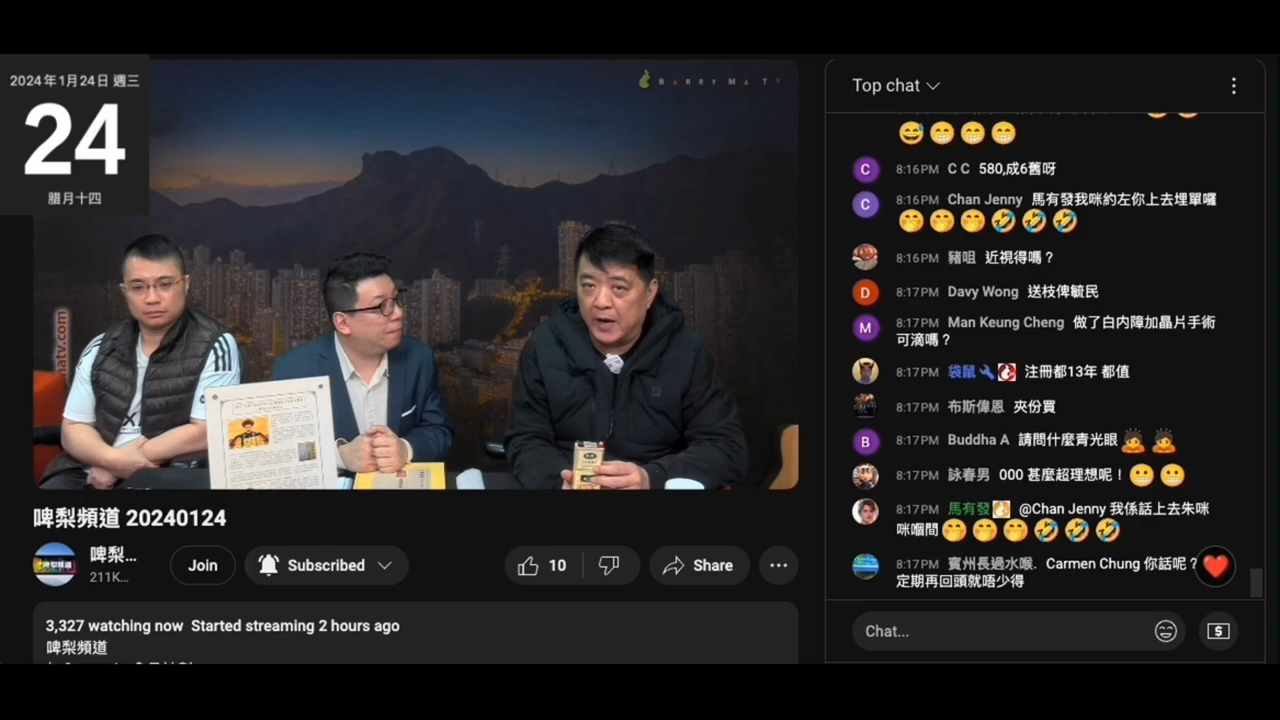 2024年1月24日 週三
24
腊月十四
BARRY MA TV
atv.com
Top chat
8:16PM C C 580,成6舊呀
8:16PM Chan Jenny 馬有發我咪約左你上去埋單囉
8:16PM 豬咀 近視得嗎？
8:17PM Davy Wong 送枝俾毓民
8:17PM Man Keung Cheng 做了白内障加晶片手術
可滴嗎？
8:17PM 袋鼠 注冊都13年 都值
8:17PM 布斯偉恩 夾份買
8:17PM Buddha A 請問什麼青光眼
8:17PM 詠春男 000 甚麼超理想呢！
8:17PM 馬有發 @Chan Jenny 我係話上去朱咪
咪嗰間
8:17PM 賓州長過水喉. Carmen Chung 你話呢？
定期再回頭就唔少得
Chat...
啤梨頻道 20240124
啤梨...
211K...
Join
Subscribed
10
Share
3,327 watching now Started streaming 2 hours ago
啤梨頻道